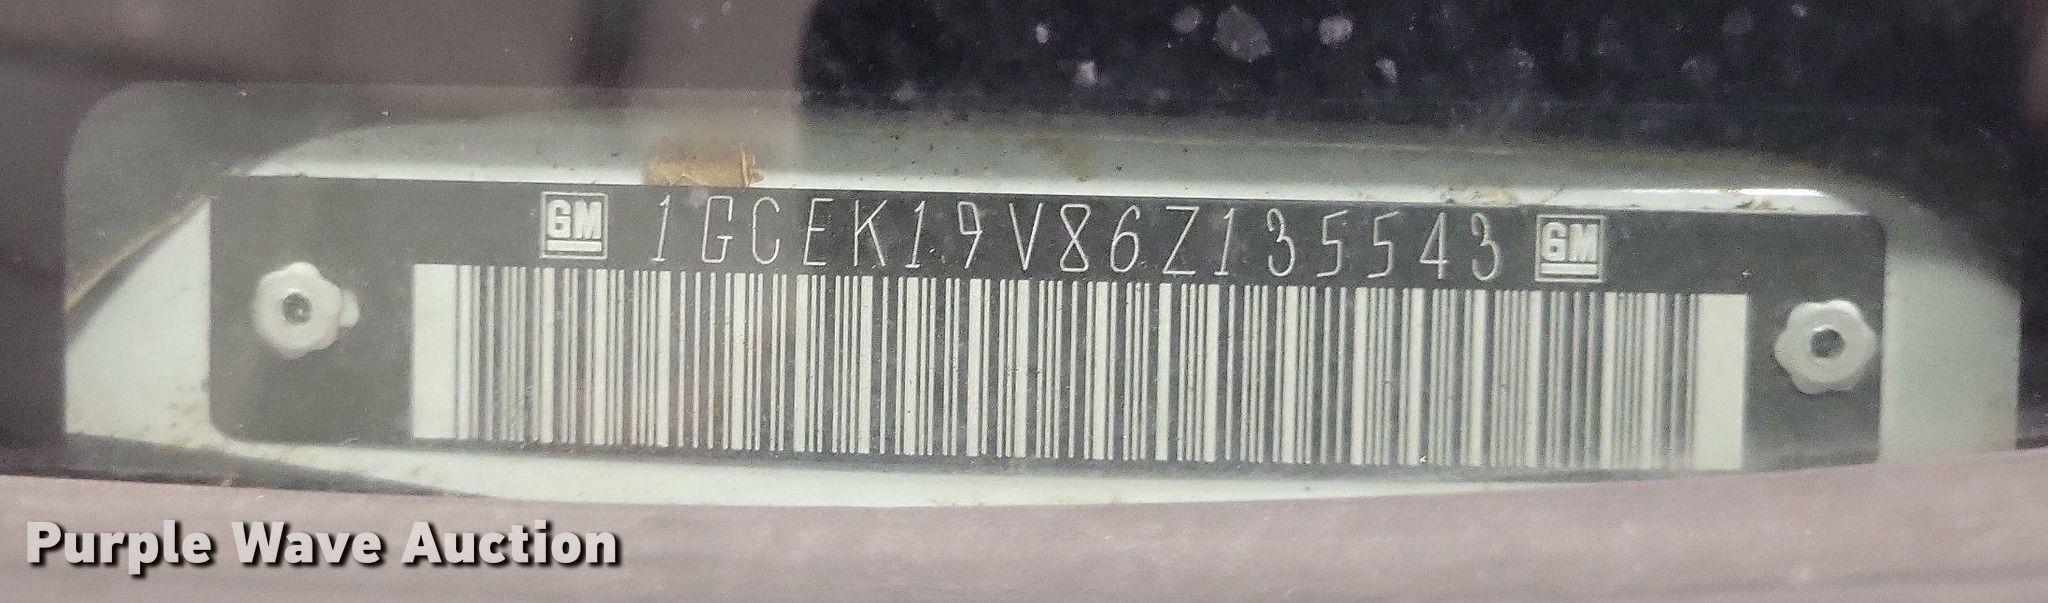 GM 1GCEK19V86Z135543 GM
Purple Wave Auction